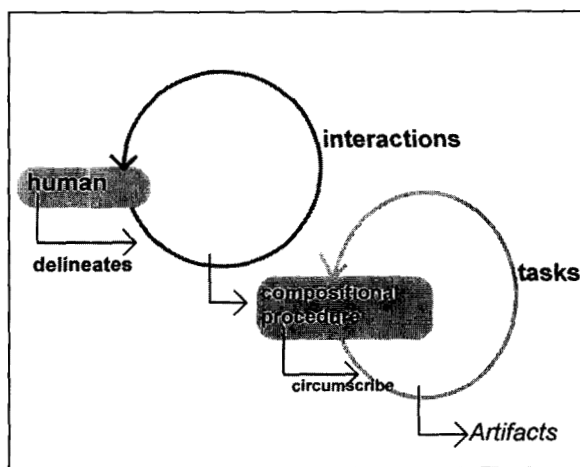 interactions
human
delineates
tasks
compositional
procedure
circumscribe
Artifacts